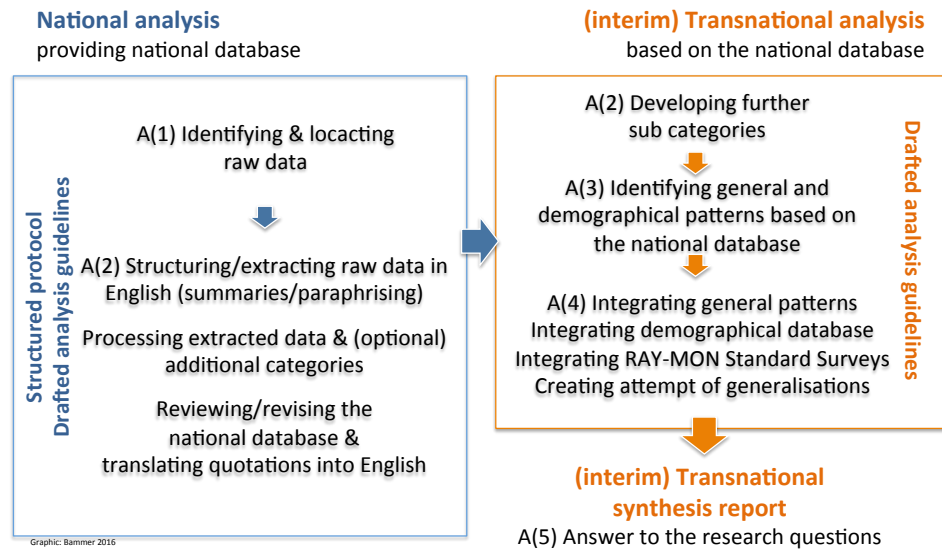 National analysis
providing national database
Structured protocol
Drafted analysis guidelines
A(1) Identifying & locacting
raw data
A(2) Structuring/extracting raw data in
English (summaries/paraphrising)
Processing extracted data & (optional)
additional categories
Reviewing/revising the
national database &
translating quotations into English
Graphic: Bammer 2016
(interim) Transnational analysis
based on the national database
A(2) Developing further
sub categories
A(3) Identifying general and
demographical patterns based on
the national database
A(4) Integrating general patterns
Integrating demographical database
Integrating RAY-MON Standard Surveys
Creating attempt of generalisations
Drafted analysis guidelines
(interim) Transnational
synthesis report
A(5) Answer to the research questions